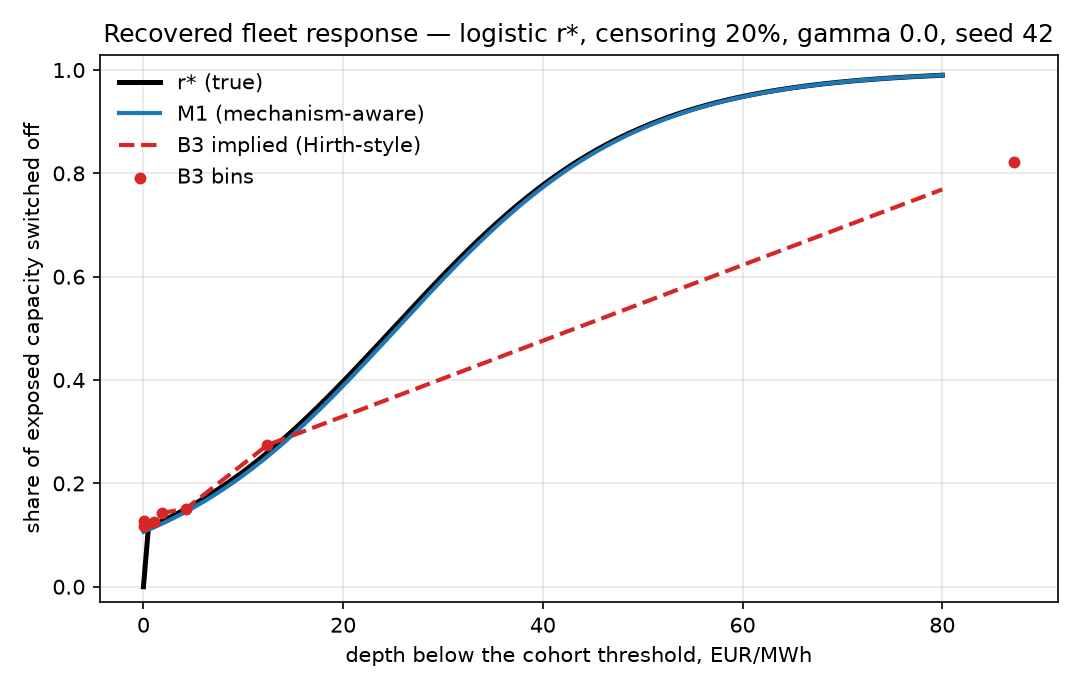 Recovered fleet response — logistic r*, censoring 20%, gamma 0.0, seed 42
r* (true)
M1 (mechanism-aware)
B3 implied (Hirth-style)
B3 bins
share of exposed capacity switched off
1.0
0.8
0.6
0.4
0.2
0.0
0 20 40 60 80
depth below the cohort threshold, EUR/MWh